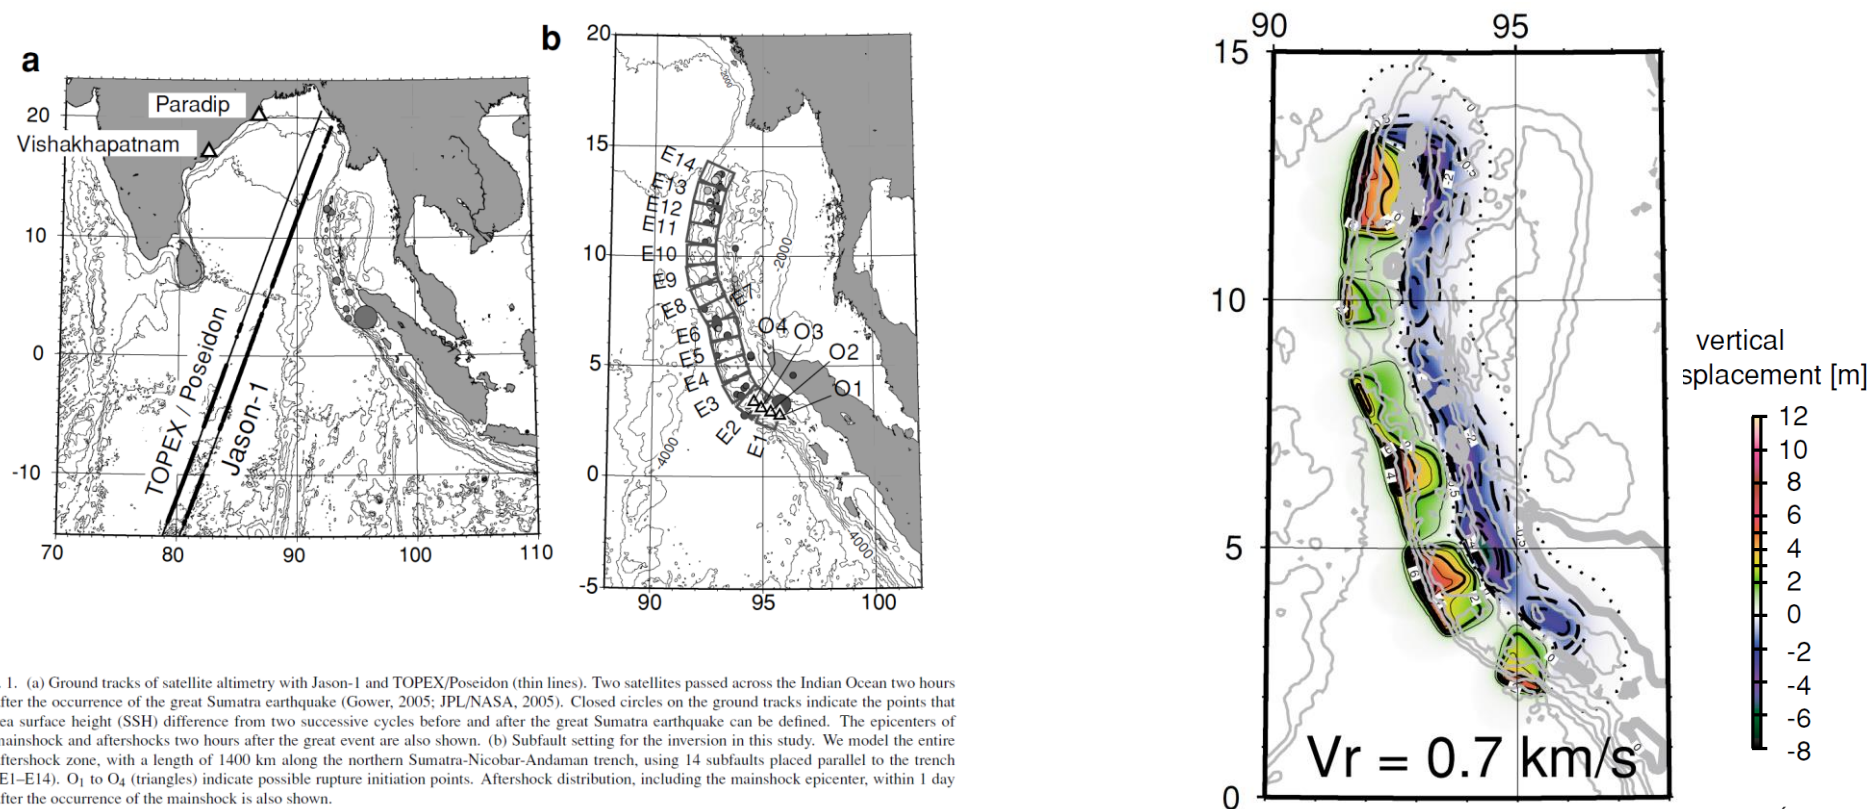 a
Paradip
Vishakhapatnam
20
10
0
-10
70
80
90
100
110
TOPEX / Poseidon
Jason-1
b
20
15
10
5
0
-5
90
95
100
E14
E13
E12
E11
E10
E9
E8
E7
E6
E5
E4
E3
E2
E1
O4
O3
O2
O1
2000
4000
4000
. 1. (a) Ground tracks of satellite altimetry with Jason-1 and TOPEX/Poseidon (thin lines). Two satellites passed across the Indian Ocean two hours
fter the occurrence of the great Sumatra earthquake (Gower, 2005; JPL/NASA, 2005). Closed circles on the ground tracks indicate the points that
ea surface height (SSH) difference from two successive cycles before and after the great Sumatra earthquake can be defined. The epicenters of
mainshock and aftershocks two hours after the great event are also shown. (b) Subfault setting for the inversion in this study. We model the entire
ftershock zone, with a length of 1400 km along the northern Sumatra-Nicobar-Andaman trench, using 14 subfaults placed parallel to the trench
E1–E14). O1 to O4 (triangles) indicate possible rupture initiation points. Aftershock distribution, including the mainshock epicenter, within 1 day
fter the occurrence of the mainshock is also shown.
90
95
15
10
5
0
Vr = 0.7 km/s
vertical
splacement [m]
12
10
8
6
4
2
0
-2
-4
-6
-8